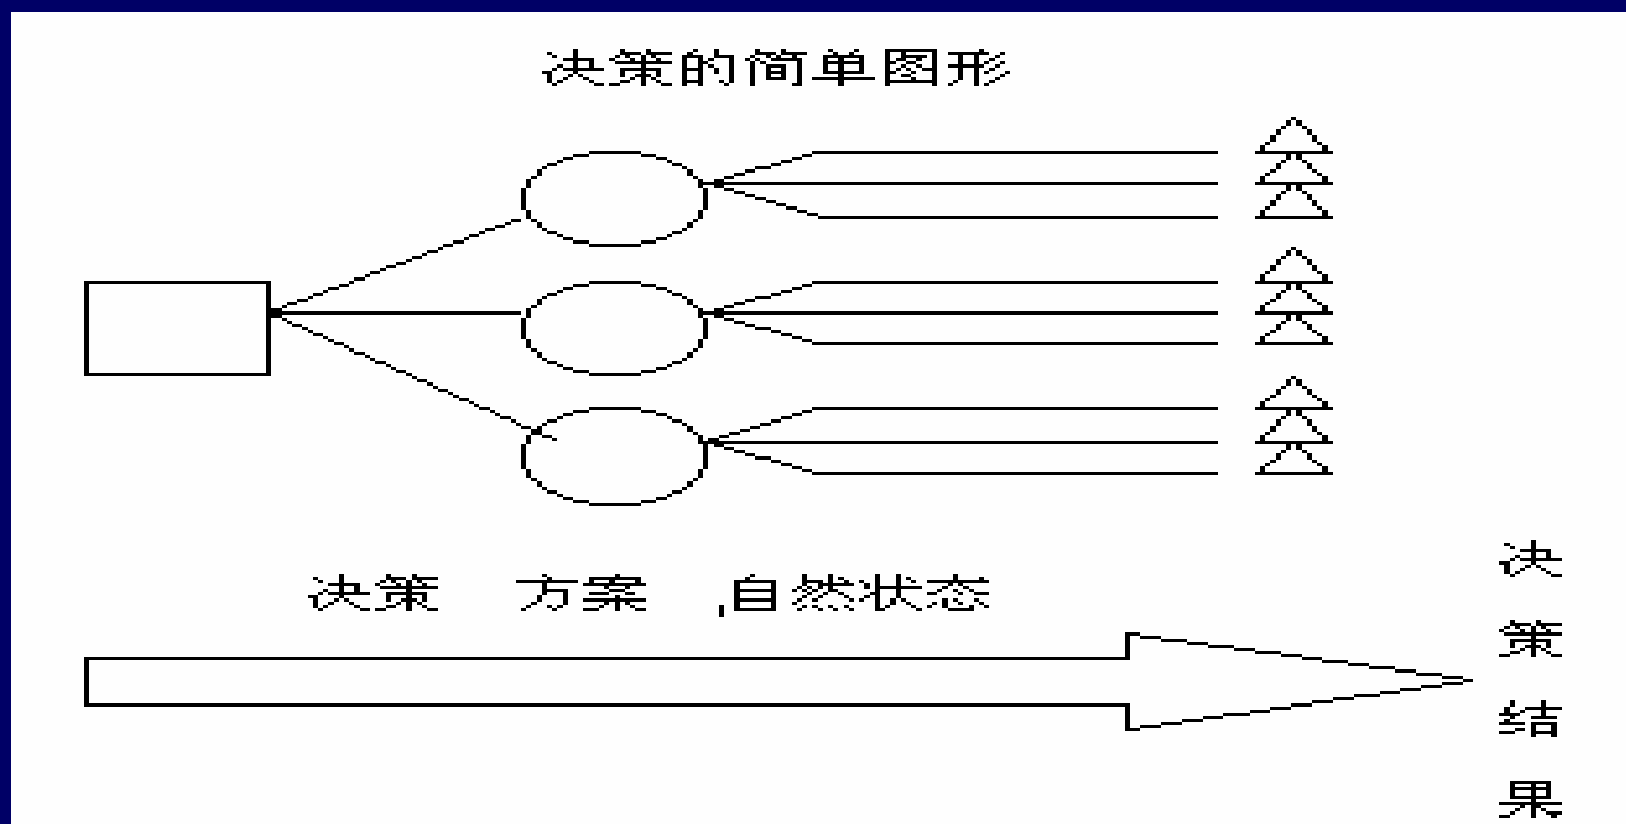 决策的简单图形
决策 方案 ,自然状态
决
策
结
果